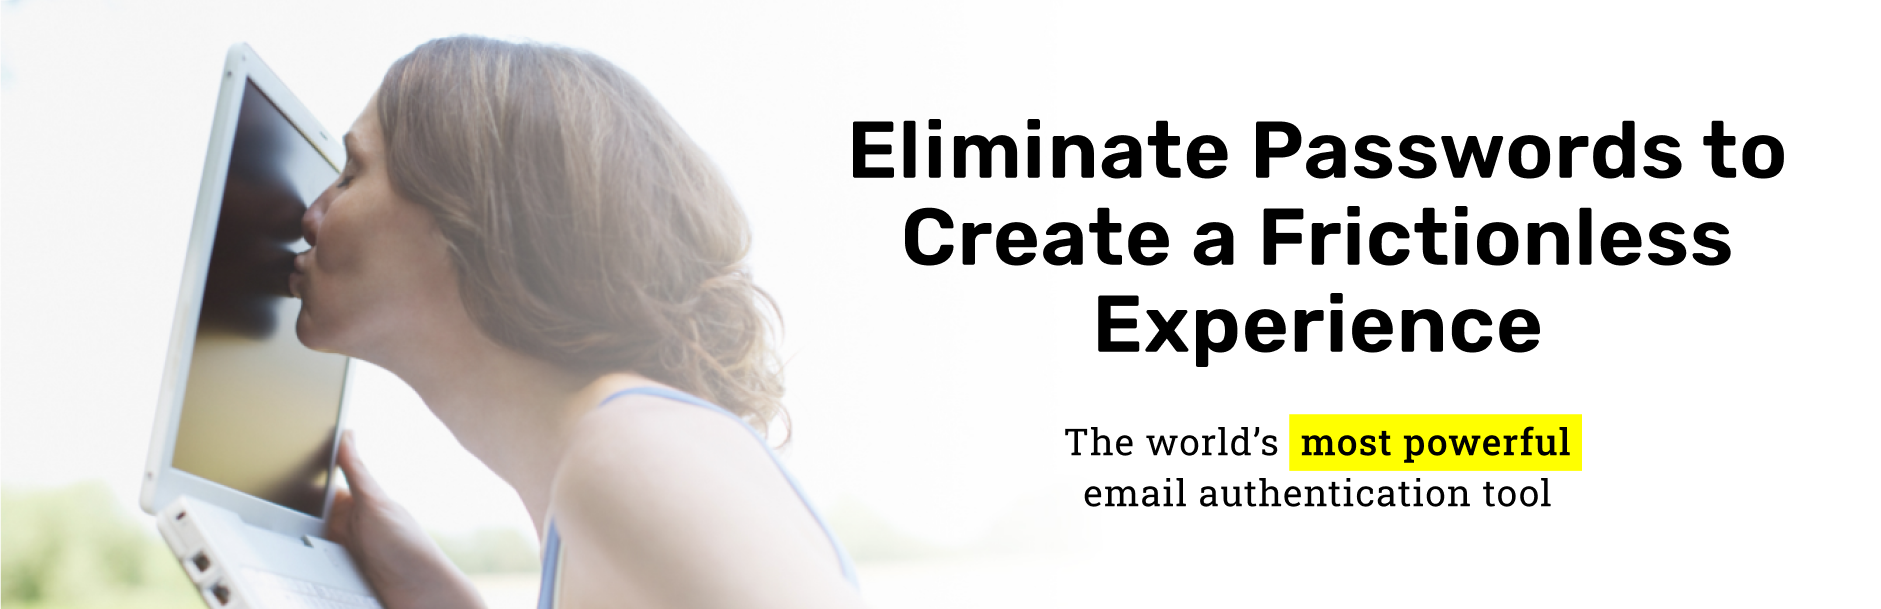 Eliminate Passwords to
Create a Frictionless
Experience
The world’s most powerful
email authentication tool